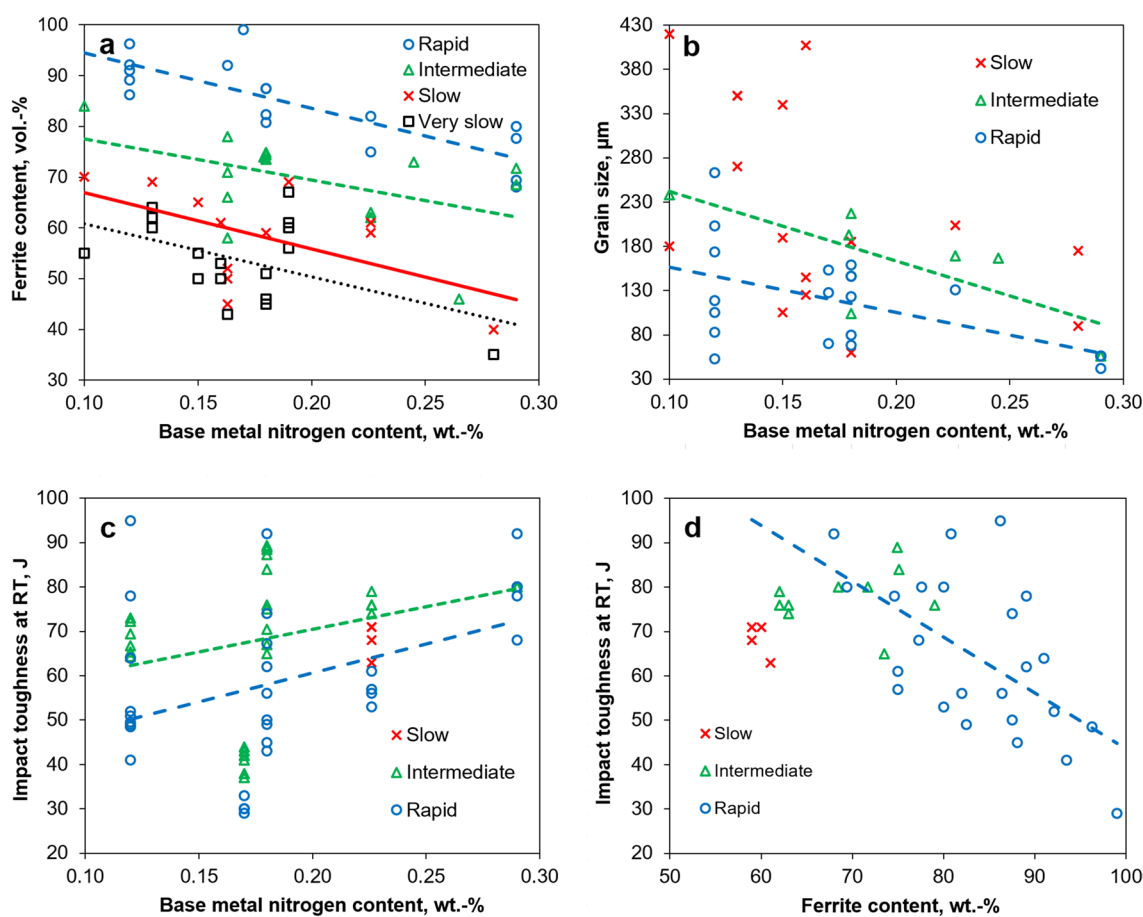 a
Rapid
Intermediate
Slow
Very slow
Ferrite content, vol.-%
100
90
80
70
60
50
40
30
0.10
0.15
0.20
0.25
0.30
Base metal nitrogen content, wt.-%
b
Slow
Intermediate
Rapid
Grain size, µm
430
380
330
280
230
180
130
80
30
0.10
0.15
0.20
0.25
0.30
Base metal nitrogen content, wt.-%
c
Slow
Intermediate
Rapid
Impact toughness at RT, J
100
90
80
70
60
50
40
30
20
0.10
0.15
0.20
0.25
0.30
Base metal nitrogen content, wt.-%
d
Slow
Intermediate
Rapid
Impact toughness at RT, J
100
90
80
70
60
50
40
30
20
50
60
70
80
90
100
Ferrite content, wt.-%